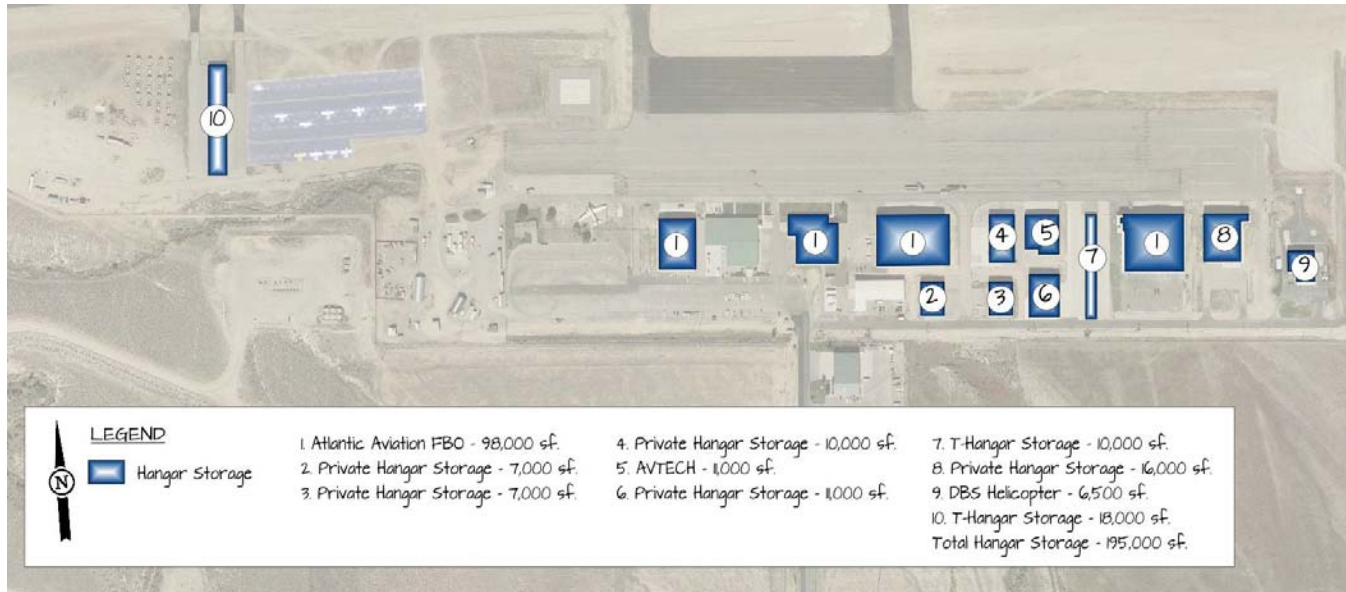 10
1
1
1
4
5
7
1
8
9
2
3
6
N
LEGEND
Hangar Storage
1. Atlantic Aviation FBO - 98,000 sf.
2. Private Hangar Storage - 7,000 sf.
3. Private Hangar Storage - 7,000 sf.
4. Private Hangar Storage - 10,000 sf.
5. AVTECH - 11,000 sf.
6. Private Hangar Storage - 11,000 sf.
7. T-Hangar Storage - 10,000 sf.
8. Private Hangar Storage - 16,000 sf.
9. DBS Helicopter - 6,500 sf.
10. T-Hangar Storage - 18,000 sf.
Total Hangar Storage - 195,000 sf.